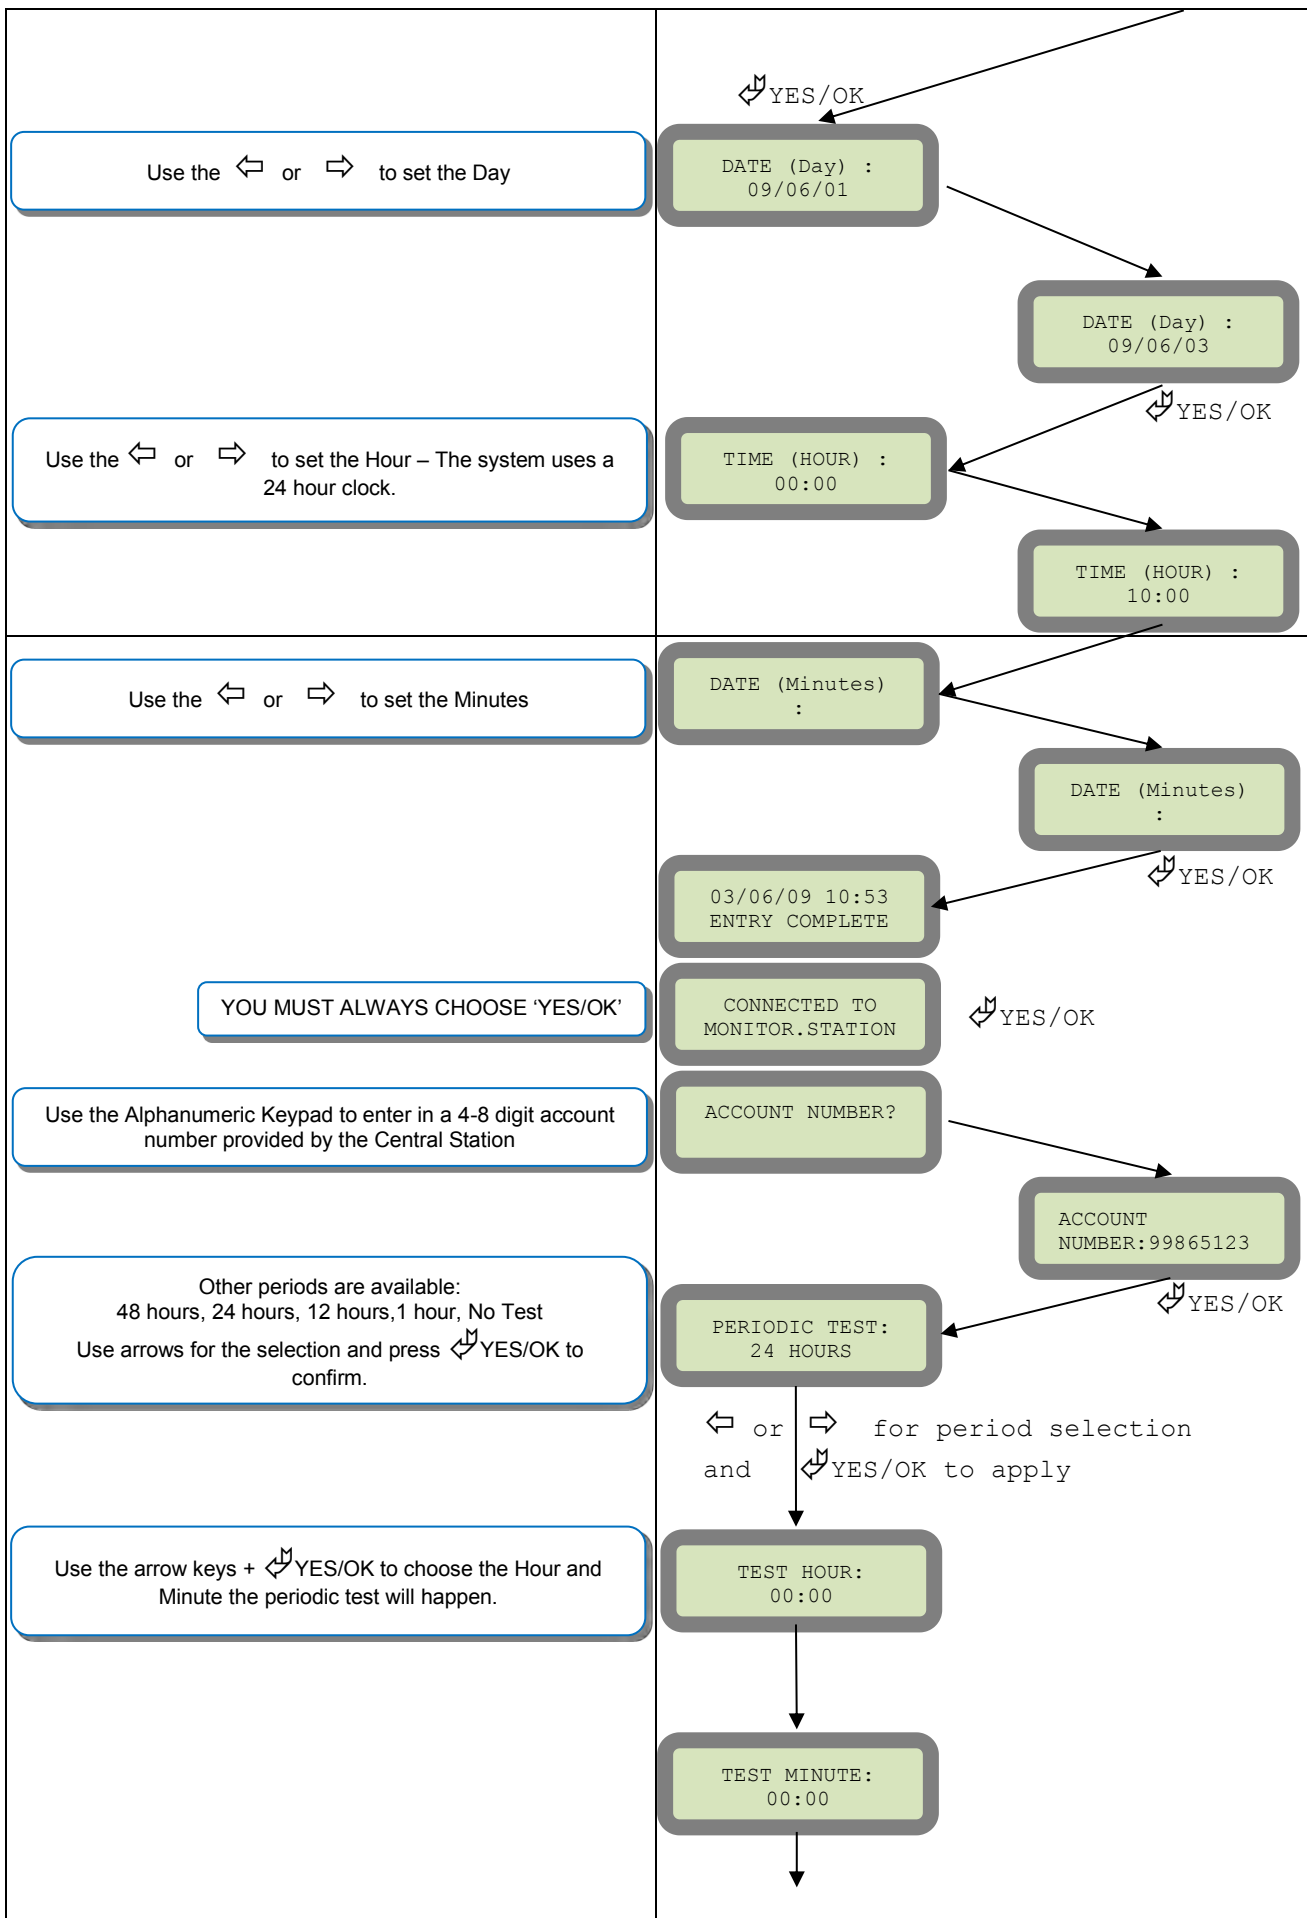 YES/OK
Use the ⇦ or ⇨ to set the Day
DATE (Day) :
09/06/01
DATE (Day) :
09/06/03
YES/OK
Use the ⇦ or ⇨ to set the Hour – The system uses a
24 hour clock.
TIME (HOUR) :
00:00
TIME (HOUR) :
10:00
Use the ⇦ or ⇨ to set the Minutes
DATE (Minutes)
:
DATE (Minutes)
:
YES/OK
03/06/09 10:53
ENTRY COMPLETE
YOU MUST ALWAYS CHOOSE ‘YES/OK’
CONNECTED TO
MONITOR.STATION
YES/OK
Use the Alphanumeric Keypad to enter in a 4-8 digit account
number provided by the Central Station
ACCOUNT NUMBER?
ACCOUNT
NUMBER:99865123
YES/OK
Other periods are available:
48 hours, 24 hours, 12 hours,1 hour, No Test
Use arrows for the selection and press YES/OK to
confirm.
PERIODIC TEST:
24 HOURS
⇦ or ⇨ for period selection
and YES/OK to apply
Use the arrow keys + YES/OK to choose the Hour and
Minute the periodic test will happen.
TEST HOUR:
00:00
TEST MINUTE:
00:00